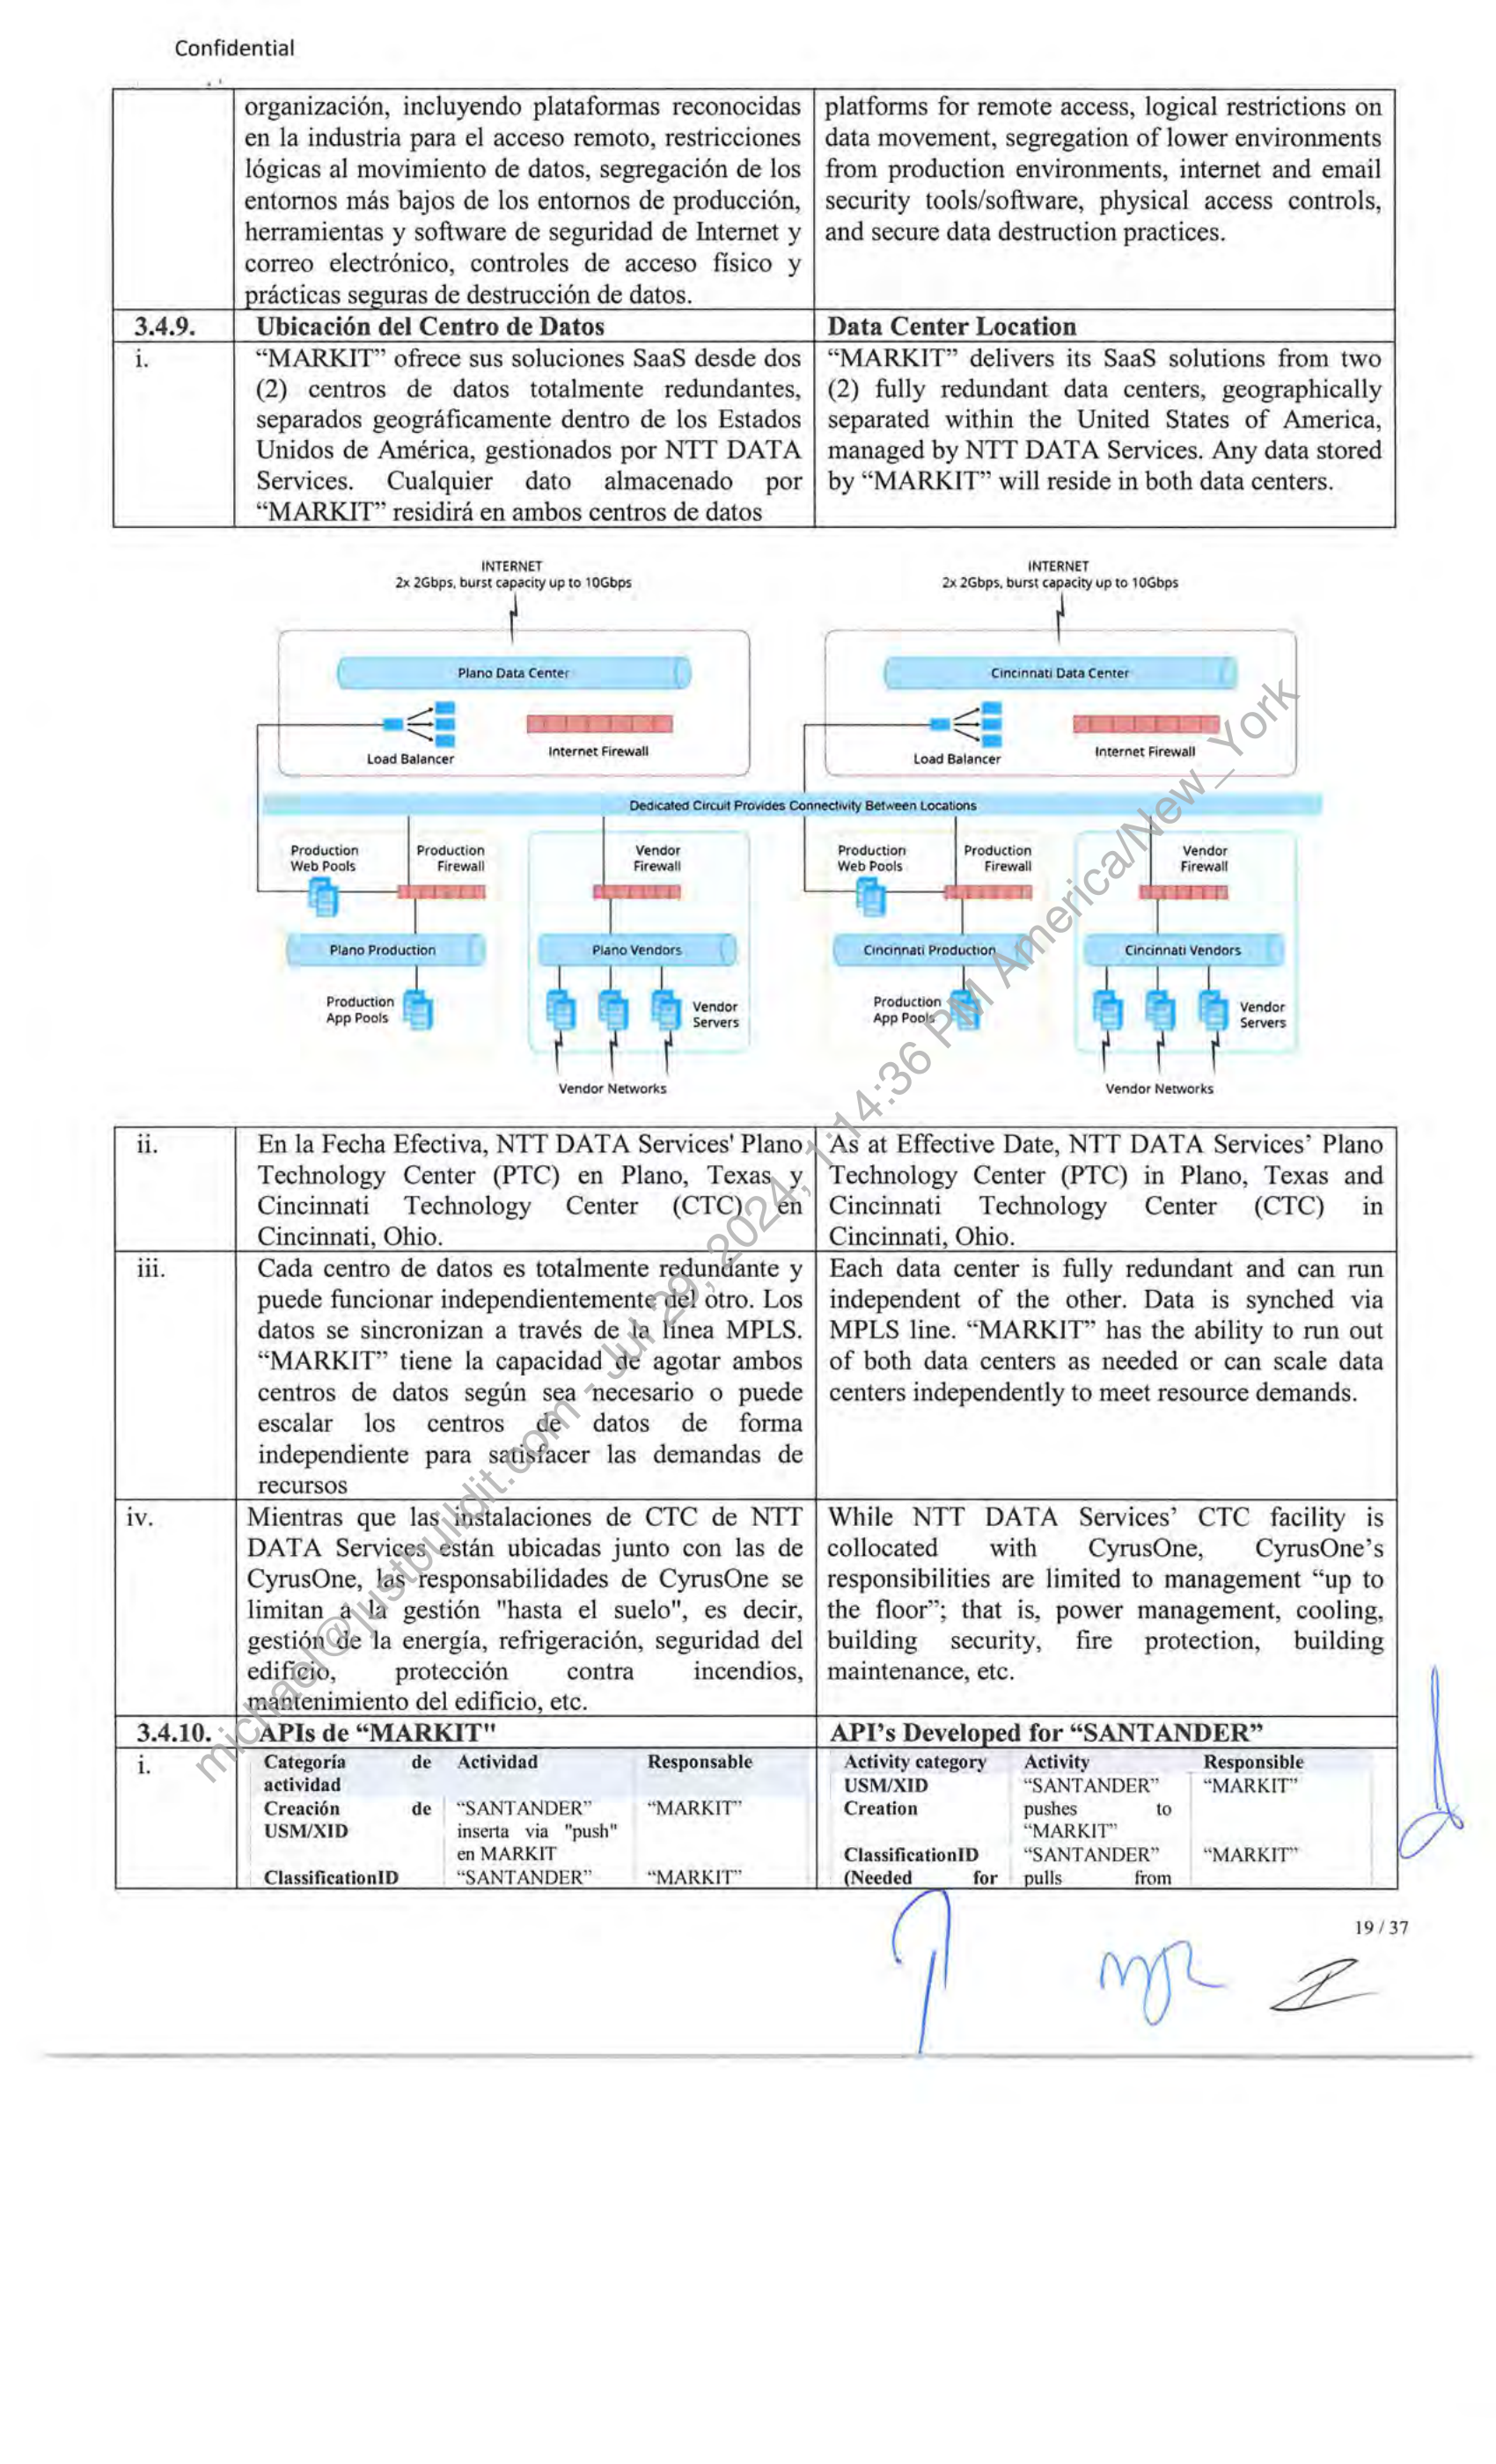 Confidential
organización, incluyendo plataformas reconocidas
en la industria para el acceso remoto, restricciones
lógicas al movimiento de datos, segregación de los
entornos más bajos de los entornos de producción,
herramientas y software de seguridad de Internet y
correo electrónico, controles de acceso físico y
prácticas seguras de destrucción de datos.
platforms for remote access, logical restrictions on
data movement, segregation of lower environments
from production environments, internet and email
security tools/software, physical access controls,
and secure data destruction practices.
3.4.9. Ubicación del Centro de Datos
Data Center Location
i.
“MARKIT” ofrece sus soluciones SaaS desde dos
(2) centros de datos totalmente redundantes,
separados geográficamente dentro de los Estados
Unidos de América, gestionados por NTT DATA
Services. Cualquier dato almacenado por
“MARKIT” residirá en ambos centros de datos
“MARKIT” delivers its SaaS solutions from two
(2) fully redundant data centers, geographically
separated within the United States of America,
managed by NTT DATA Services. Any data stored
by “MARKIT” will reside in both data centers.
INTERNET
2x 2Gbps, burst capacity up to 10Gbps
Plano Data Center
Load Balancer
Internet Firewall
INTERNET
2x 2Gbps, burst capacity up to 10Gbps
Cincinnati Data Center
Load Balancer
Internet Firewall
Dedicated Circuit Provides Connectivity Between Locations
Production
Web Pools
Production
Firewall
Vendor
Firewall
Plano Production
Plano Vendors
Production
App Pools
Vendor
Servers
Vendor Networks
Production
Web Pools
Production
Firewall
Vendor
Firewall
Cincinnati Production
Cincinnati Vendors
Production
App Pools
Vendor
Servers
Vendor Networks
ii.
En la Fecha Efectiva, NTT DATA Services' Plano
Technology Center (PTC) en Plano, Texas y
Cincinnati Technology Center (CTC) en
Cincinnati, Ohio.
As at Effective Date, NTT DATA Services’ Plano
Technology Center (PTC) in Plano, Texas and
Cincinnati Technology Center (CTC) in
Cincinnati, Ohio.
iii.
Cada centro de datos es totalmente redundante y
puede funcionar independientemente del otro. Los
datos se sincronizan a través de la línea MPLS.
“MARKIT” tiene la capacidad de agotar ambos
centros de datos según sea necesario o puede
escalar los centros de datos de forma
independiente para satisfacer las demandas de
recursos
Each data center is fully redundant and can run
independent of the other. Data is synched via
MPLS line. “MARKIT” has the ability to run out
of both data centers as needed or can scale data
centers independently to meet resource demands.
iv.
Mientras que las instalaciones de CTC de NTT
DATA Services están ubicadas junto con las de
CyrusOne, las responsabilidades de CyrusOne se
limitan a la gestión "hasta el suelo", es decir,
gestión de la energía, refrigeración, seguridad del
edificio, protección contra incendios,
mantenimiento del edificio, etc.
While NTT DATA Services’ CTC facility is
collocated with CyrusOne, CyrusOne’s
responsibilities are limited to management “up to
the floor”; that is, power management, cooling,
building security, fire protection, building
maintenance, etc.
3.4.10. APIs de “MARKIT"
API’s Developed for “SANTANDER”
i.
Categoría de Actividad Responsable
actividad
Creación de “SANTANDER” “MARKIT”
USM/XID inserta via "push"
en MARKIT
ClassificationID “SANTANDER” “MARKIT”
Activity category Activity Responsible
USM/XID “SANTANDER” “MARKIT”
Creation pushes to
“MARKIT”
ClassificationID “SANTANDER” “MARKIT”
(Needed for pulls from
19 / 37
michael@justbuildit.com - Jul 29, 2024, 1:14:36 PM America/New_York